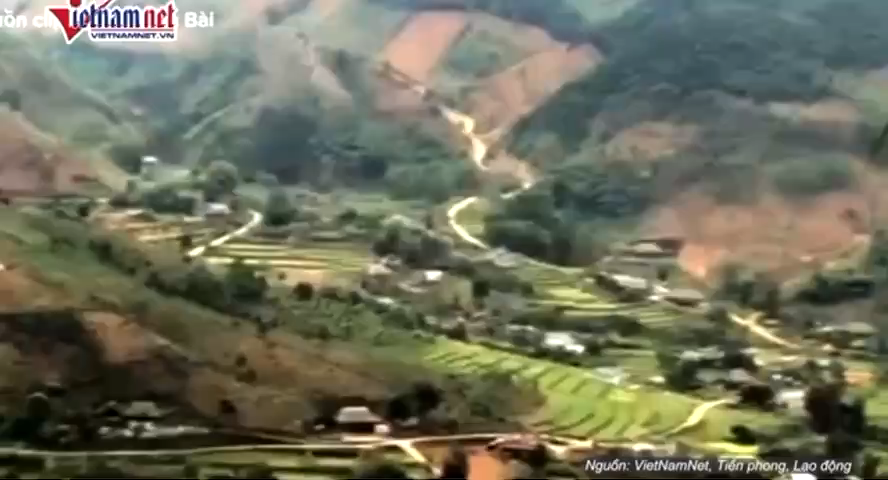 Vietnamnet Bài
VIETNAMNET.VN
Nguồn: VietNamNet, Tiền phong, Lao động